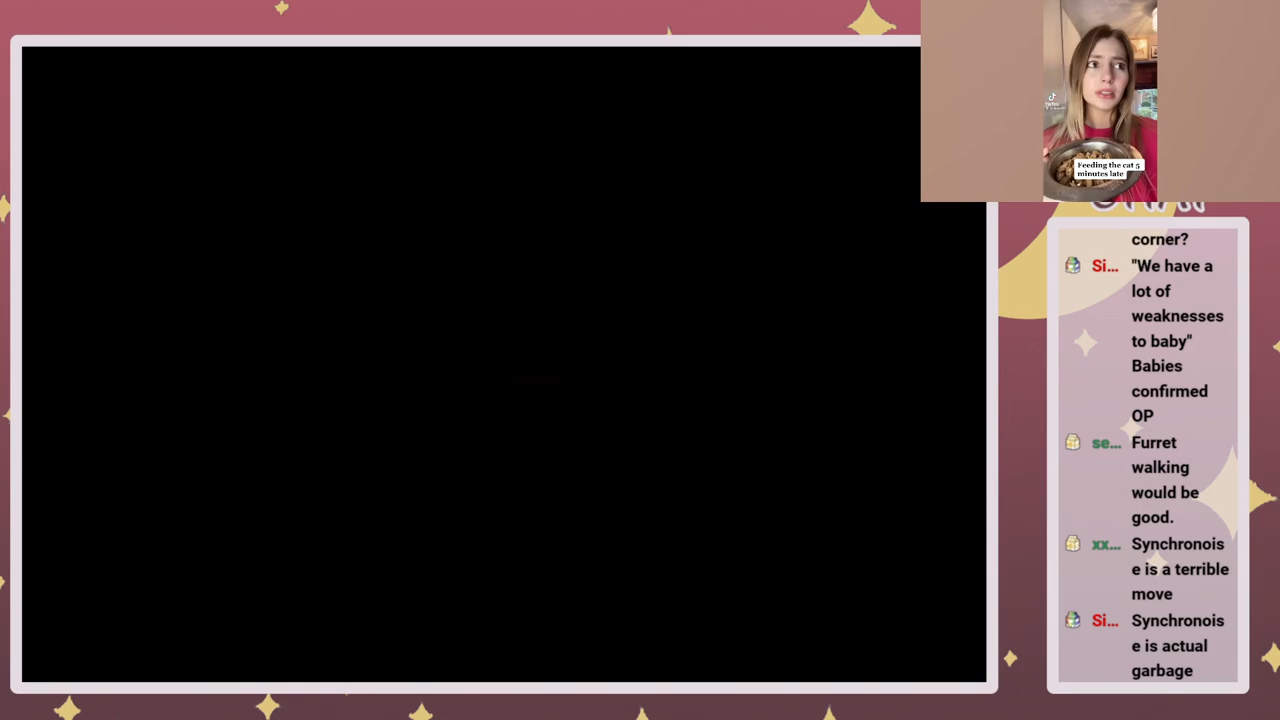 Feeding the cat 5
minutes late
corner?
Si... "We have a
lot of
weaknesses
to baby"
Babies
confirmed
OP
se... Furret
walking
would be
good.
xx... Synchronois
e is a terrible
move
Si... Synchronois
e is actual
garbage